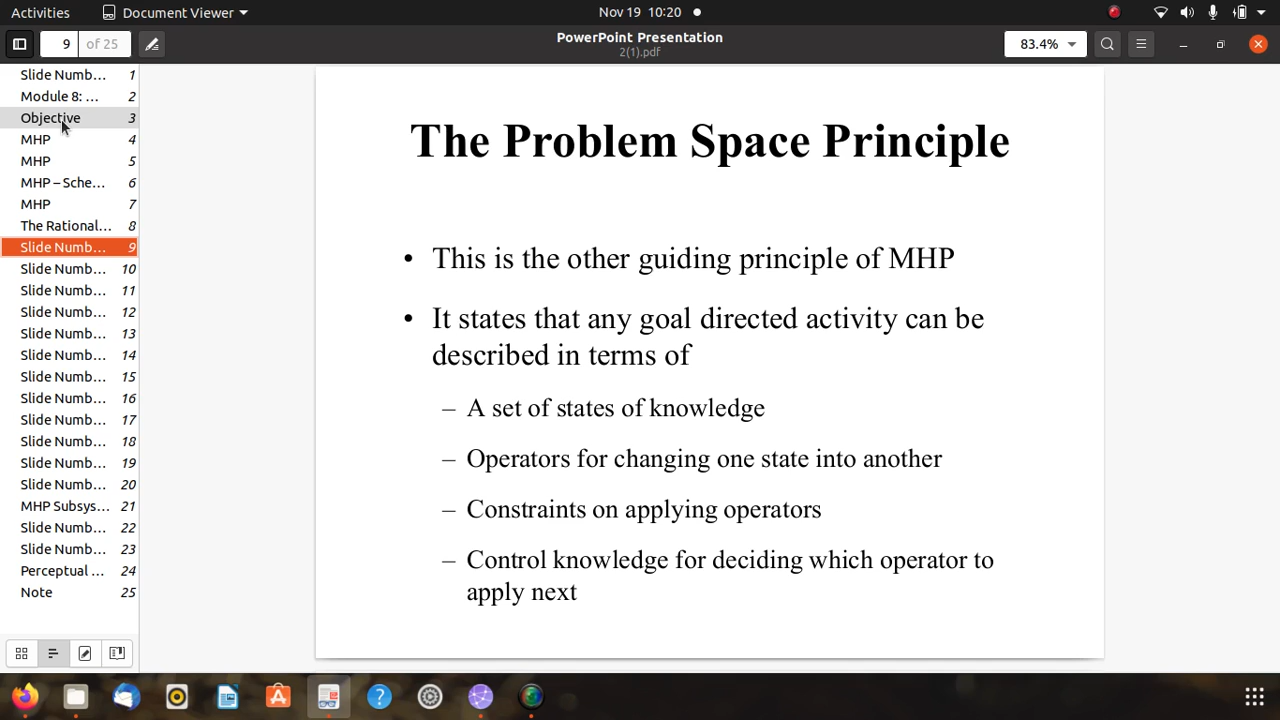 Activities
Document Viewer
Nov 19 10:20
9 of 25
PowerPoint Presentation
2(1).pdf
83.4%
Slide Numb... 1
Module 8: ... 2
Objective 3
MHP 4
MHP 5
MHP – Sche... 6
MHP 7
The Rational... 8
Slide Numb... 9
Slide Numb... 10
Slide Numb... 11
Slide Numb... 12
Slide Numb... 13
Slide Numb... 14
Slide Numb... 15
Slide Numb... 16
Slide Numb... 17
Slide Numb... 18
Slide Numb... 19
Slide Numb... 20
MHP Subsys... 21
Slide Numb... 22
Slide Numb... 23
Perceptual ... 24
Note 25
The Problem Space Principle
• This is the other guiding principle of MHP
• It states that any goal directed activity can be
described in terms of
– A set of states of knowledge
– Operators for changing one state into another
– Constraints on applying operators
– Control knowledge for deciding which operator to
apply next